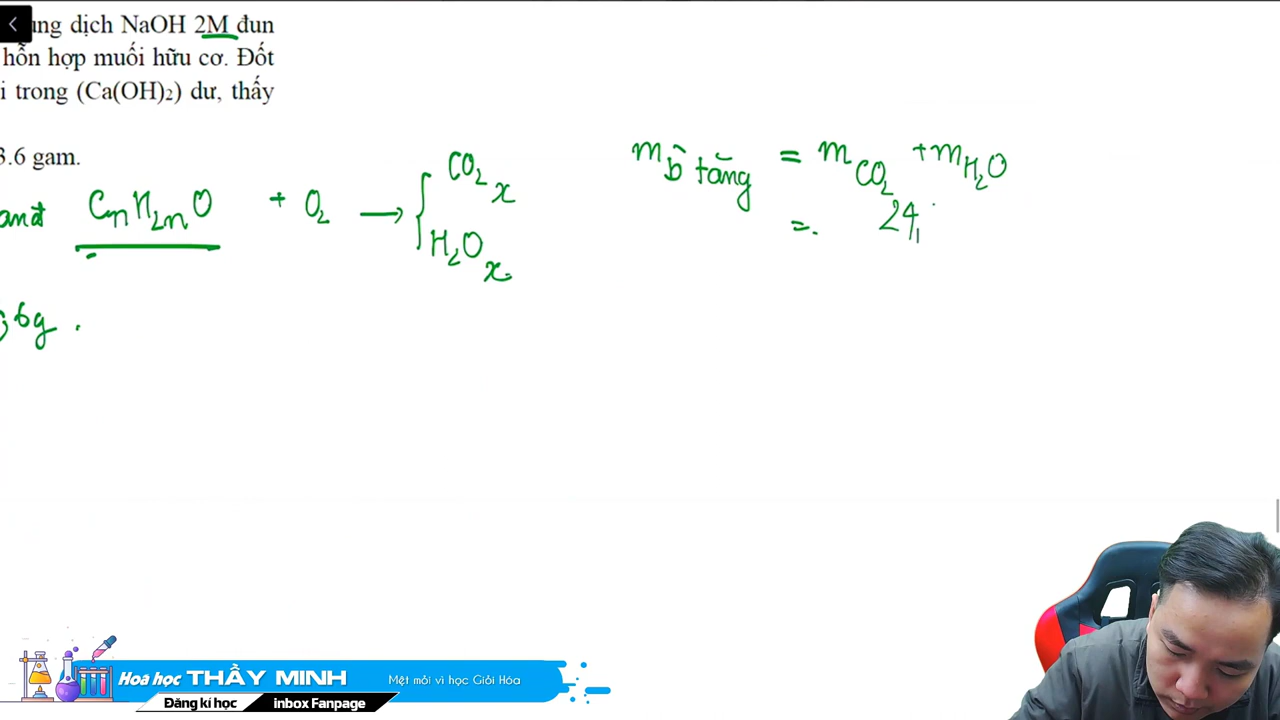 dịch NaOH 2M đun
hỗn hợp muối hữu cơ. Đốt
i trong (Ca(OH)₂) dư, thấy
3.6 gam.
CnH2nO + O2 → { CO2 x
H2O x
m b tăng = mCO2 + mH2O
= 24,
6g
Hoá học THẦY MINH
Mệt mỏi vì học Giỏi Hóa
Đăng kí học inbox Fanpage